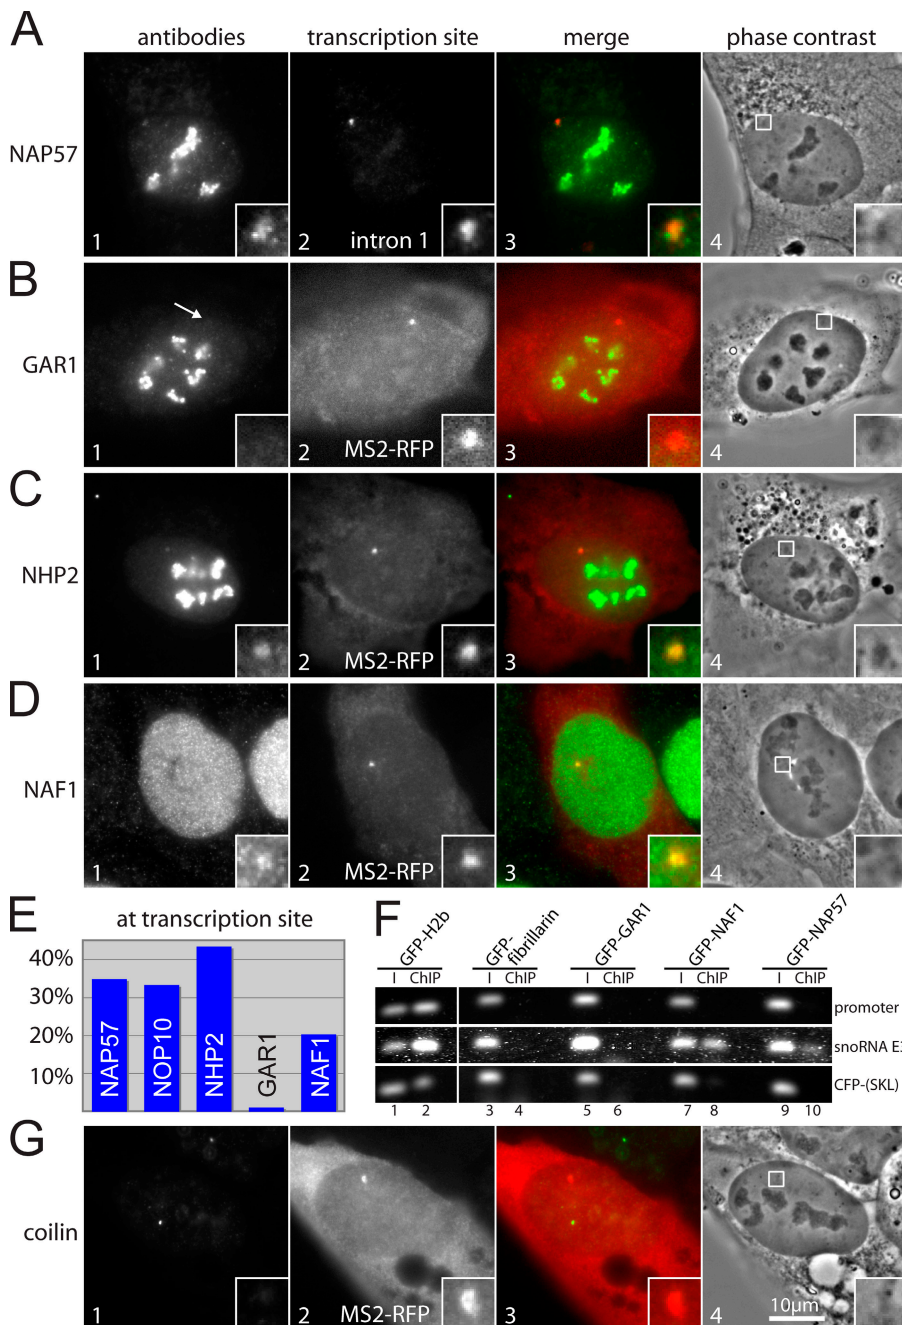 A
antibodies transcription site merge phase contrast
NAP57
1 2 intron 1 3 4
B
GAR1
1 2 MS2-RFP 3 4
C
NHP2
1 2 MS2-RFP 3 4
D
NAF1
1 2 MS2-RFP 3 4
E
at transcription site
40%
30%
20%
10%
NAP57 NOP10 NHP2 GAR1 NAF1
F
GFP-H2b GFP-fibrillarin GFP-GAR1 GFP-NAF1 GFP-NAP57
I ChIP I ChIP I ChIP I ChIP I ChIP
promoter
snoRNA E3
CFP-(SKL)
1 2 3 4 5 6 7 8 9 10
G
coilin
1 2 MS2-RFP 3 4 10μm